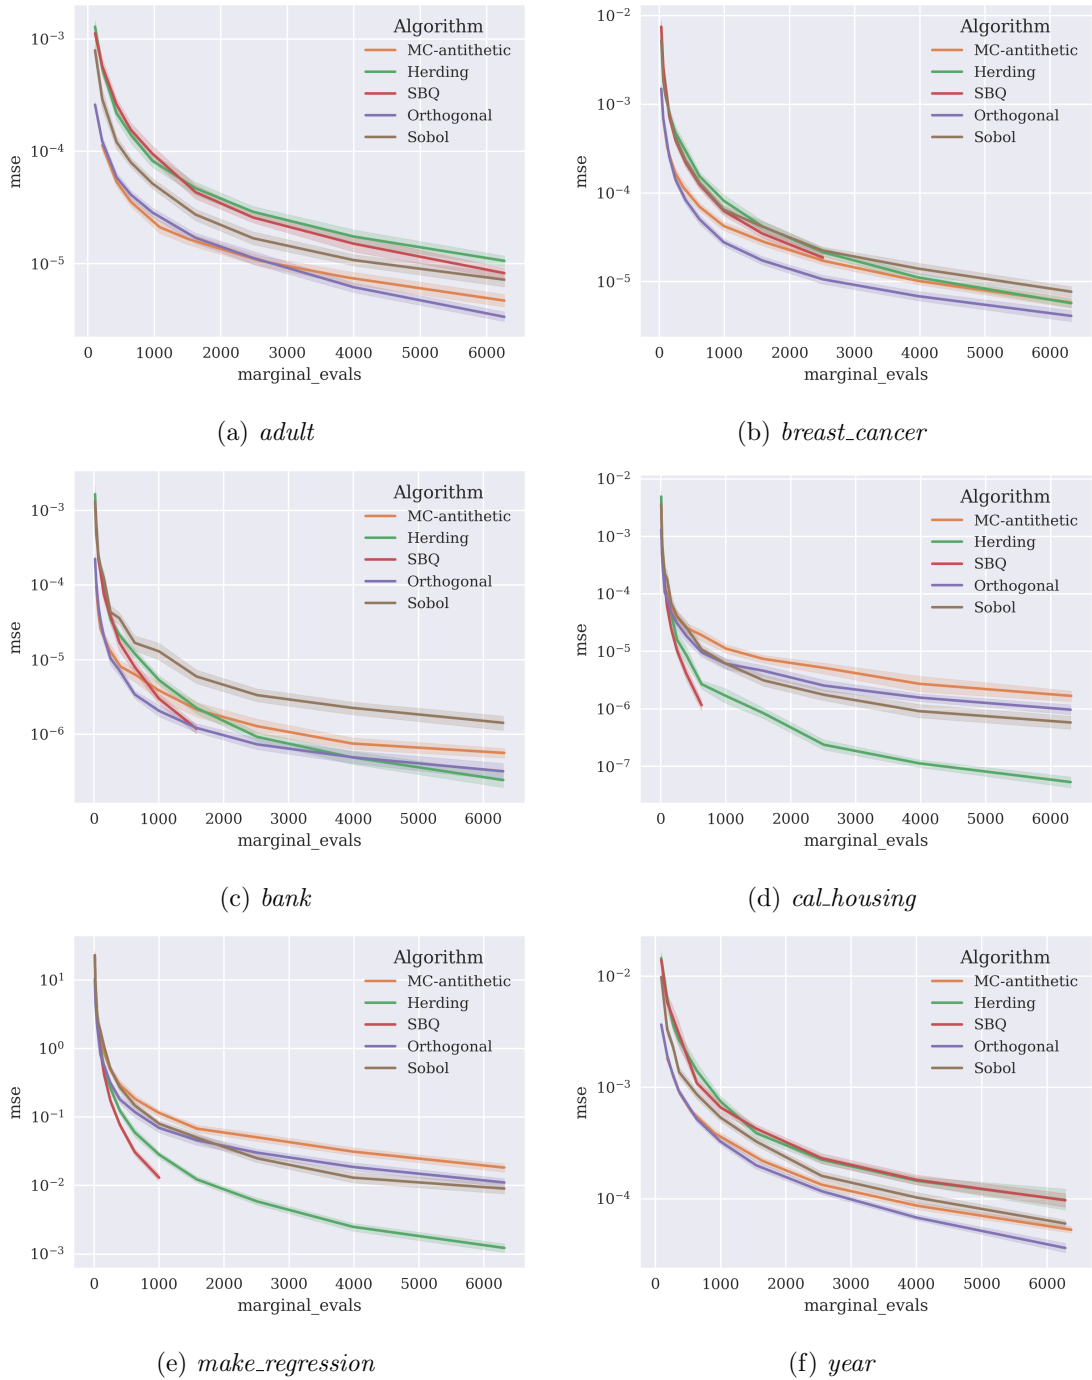 Algorithm
MC-antithetic
Herding
SBQ
Orthogonal
Sobol
10−3
10−4
10−5
mse
0 1000 2000 3000 4000 5000 6000
marginal_evals
(a) adult
Algorithm
MC-antithetic
Herding
SBQ
Orthogonal
Sobol
10−2
10−3
10−4
10−5
mse
0 1000 2000 3000 4000 5000 6000
marginal_evals
(b) breast_cancer
Algorithm
MC-antithetic
Herding
SBQ
Orthogonal
Sobol
10−3
10−4
10−5
10−6
mse
0 1000 2000 3000 4000 5000 6000
marginal_evals
(c) bank
Algorithm
MC-antithetic
Herding
SBQ
Orthogonal
Sobol
10−2
10−3
10−4
10−5
10−6
10−7
mse
0 1000 2000 3000 4000 5000 6000
marginal_evals
(d) cal_housing
Algorithm
MC-antithetic
Herding
SBQ
Orthogonal
Sobol
101
100
10−1
10−2
10−3
mse
0 1000 2000 3000 4000 5000 6000
marginal_evals
(e) make_regression
Algorithm
MC-antithetic
Herding
SBQ
Orthogonal
Sobol
10−2
10−3
10−4
mse
0 1000 2000 3000 4000 5000 6000
marginal_evals
(f) year